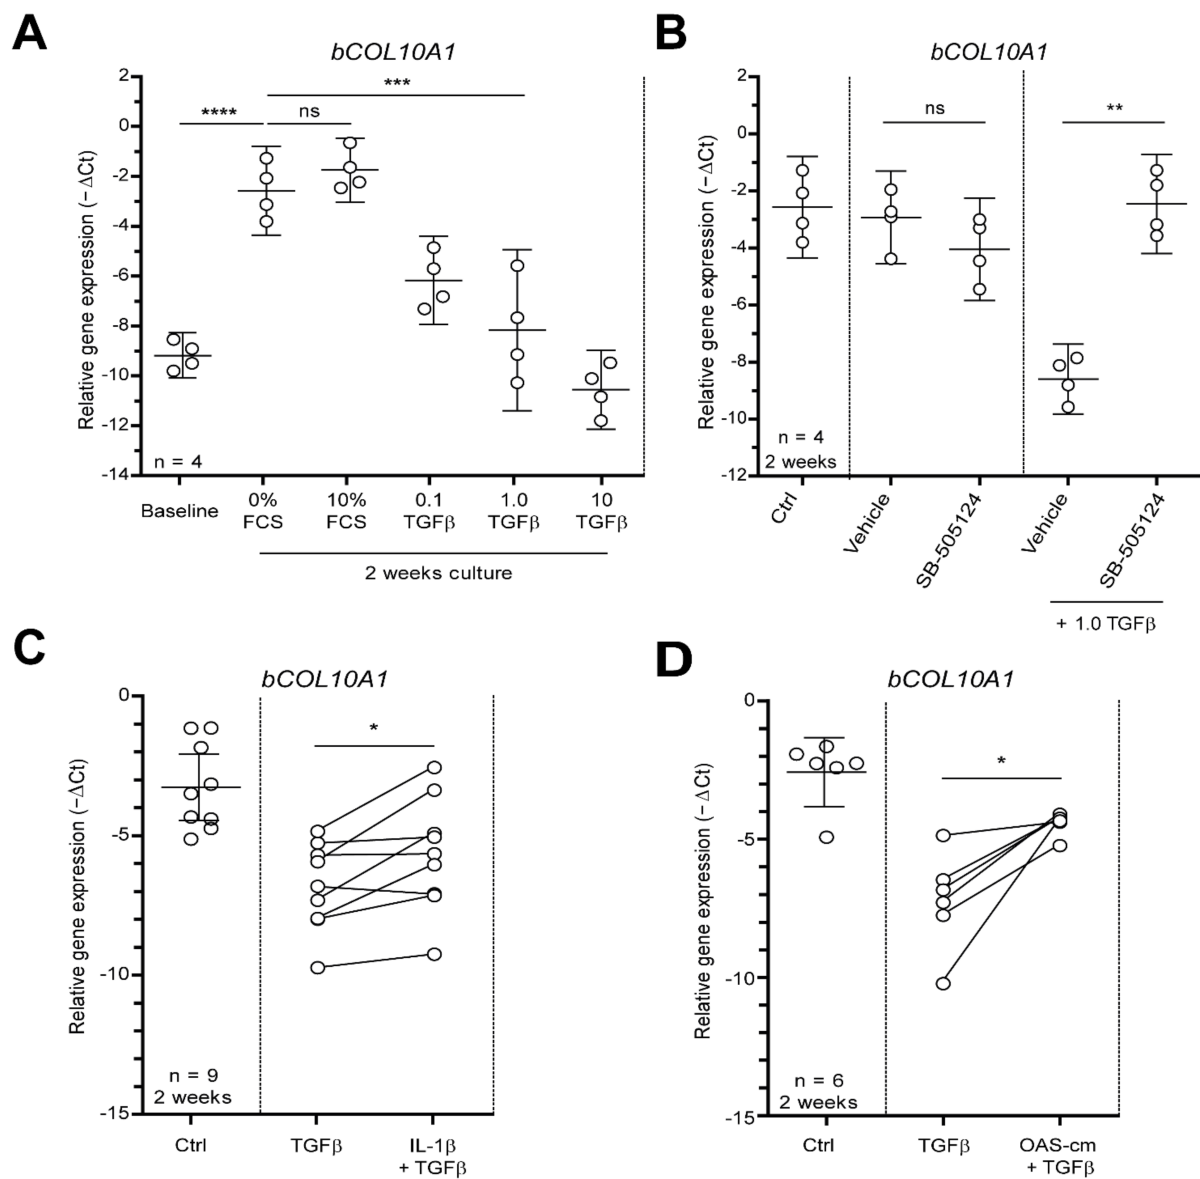 A
bCOL10A1
Relative gene expression (−ΔCt)
2
0
-2
-4
-6
-8
-10
-12
-14
****
ns
***
n = 4
Baseline
0%
FCS
10%
FCS
0.1
TGFβ
1.0
TGFβ
10
TGFβ
2 weeks culture
B
bCOL10A1
Relative gene expression (−ΔCt)
2
0
-2
-4
-6
-8
-10
-12
ns
**
n = 4
2 weeks
Ctrl
Vehicle
SB-505124
Vehicle
SB-505124
+ 1.0 TGFβ
C
bCOL10A1
Relative gene expression (−ΔCt)
0
-5
-10
-15
*
n = 9
2 weeks
Ctrl
TGFβ
IL-1β
+ TGFβ
D
bCOL10A1
Relative gene expression (−ΔCt)
0
-5
-10
-15
*
n = 6
2 weeks
Ctrl
TGFβ
OAS-cm
+ TGFβ